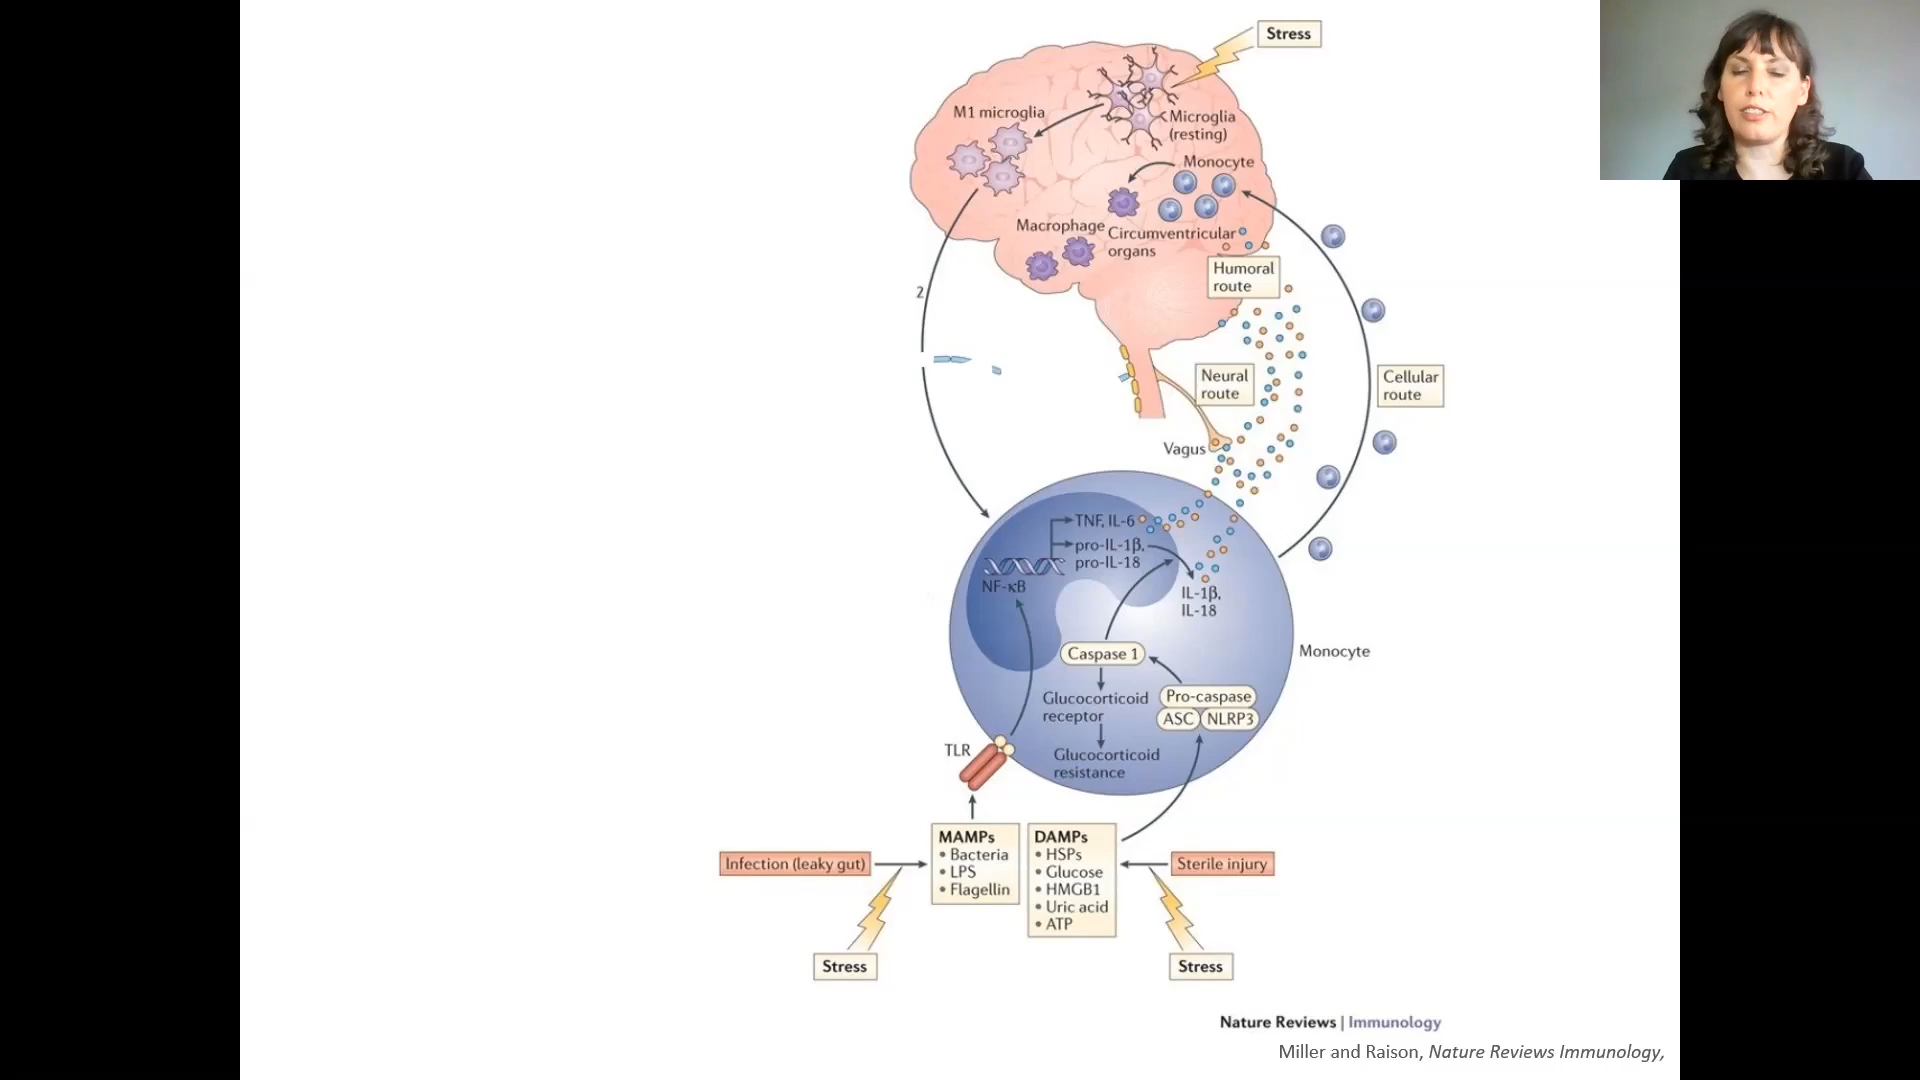 Stress
M1 microglia
Microglia
(resting)
Monocyte
Macrophage
Circumventricular
organs
Humoral
route
2
Neural
route
Cellular
route
Vagus
TNF, IL-6
pro-IL-1β,
pro-IL-18
NF-κB
IL-1β,
IL-18
Caspase 1
Monocyte
Glucocorticoid
receptor
Pro-caspase
ASC
NLRP3
TLR
Glucocorticoid
resistance
MAMPs
• Bacteria
• LPS
• Flagellin
DAMPs
• HSPs
• Glucose
• HMGB1
• Uric acid
• ATP
Infection (leaky gut)
Sterile injury
Stress
Stress
Nature Reviews | Immunology
Miller and Raison, Nature Reviews Immunology,